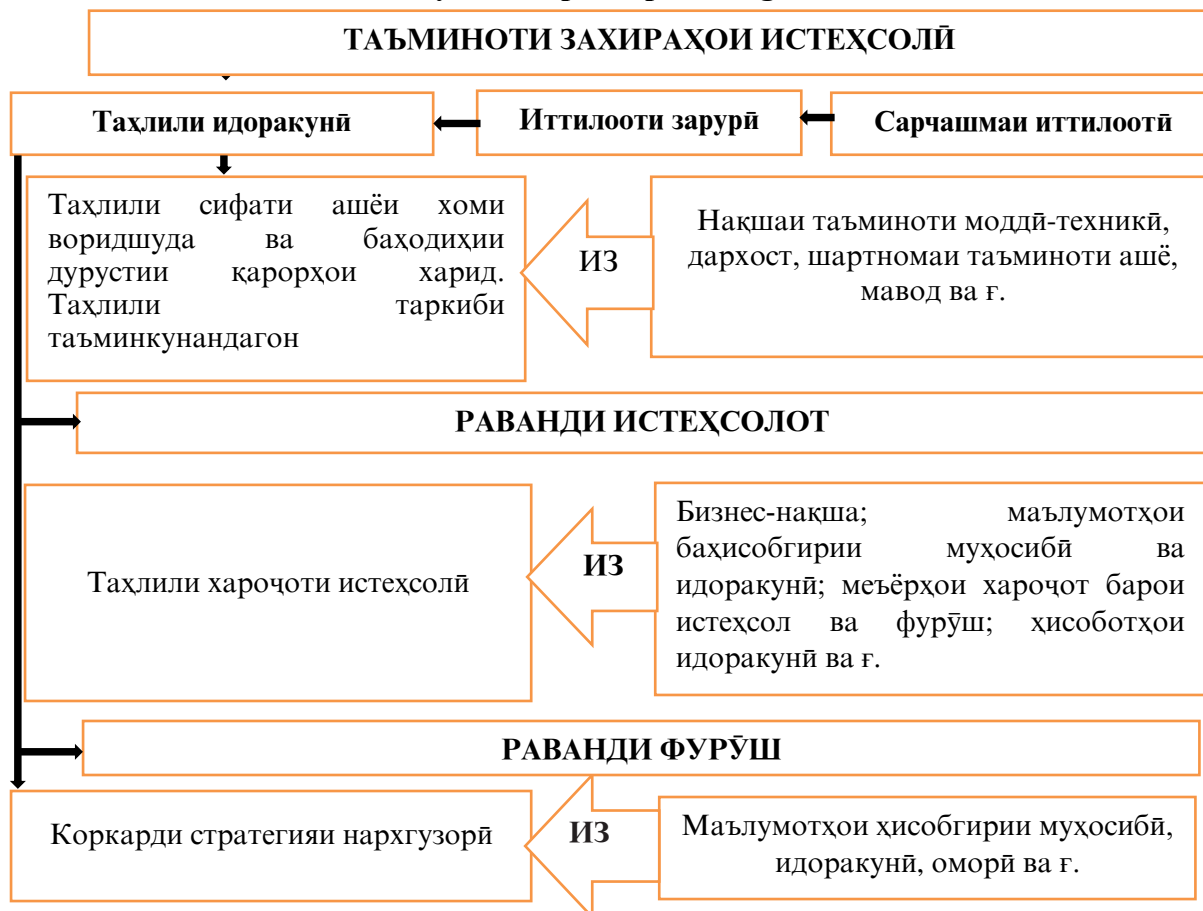 ТАЪМИНОТИ ЗАХИРАҲОИ ИСТЕҲСОЛӢ
Таҳлили идоракунӣ
Иттилооти зарурӣ
Сарчашмаи иттилоотӣ
Таҳлили сифати ашёи хоми
воридшуда ва баҳодиҳии
дурустии қарорҳои харид.
Таҳлили таркиби
таъминкунандагон
ИЗ
Нақшаи таъминоти моддӣ-техникӣ,
дархост, шартномаи таъминоти ашё,
мавод ва ғ.
РАВАНДИ ИСТЕҲСОЛОТ
Таҳлили хароҷоти истеҳсолӣ
ИЗ
Бизнес-нақша; маълумотҳои
баҳисобгирии муҳосибӣ ва
идоракунӣ; меъёрҳои хароҷот барои
истеҳсол ва фурӯш; ҳисоботҳои
идоракунӣ ва ғ.
РАВАНДИ ФУРӮШ
Коркарди стратегияи нархгузорӣ
ИЗ
Маълумотҳои ҳисобгирии муҳосибӣ,
идоракунӣ, оморӣ ва ғ.